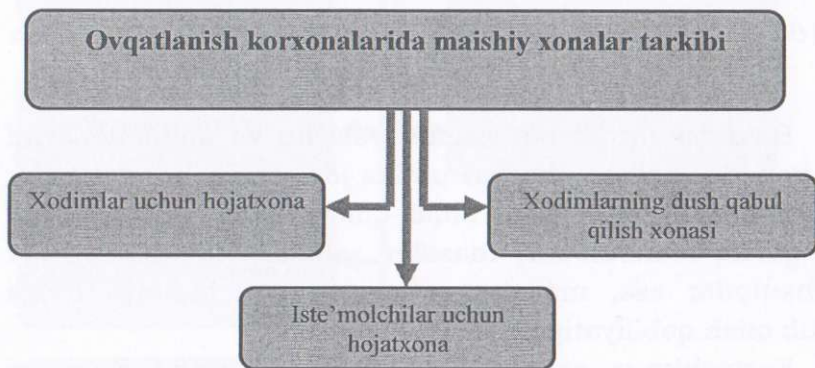 Ovqatlanish korxonalarida maishiy xonalar tarkibi
Xodimlar uchun hojatxona
Xodimlarning dush qabul
qilish xonasi
Iste’molchilar uchun
hojatxona